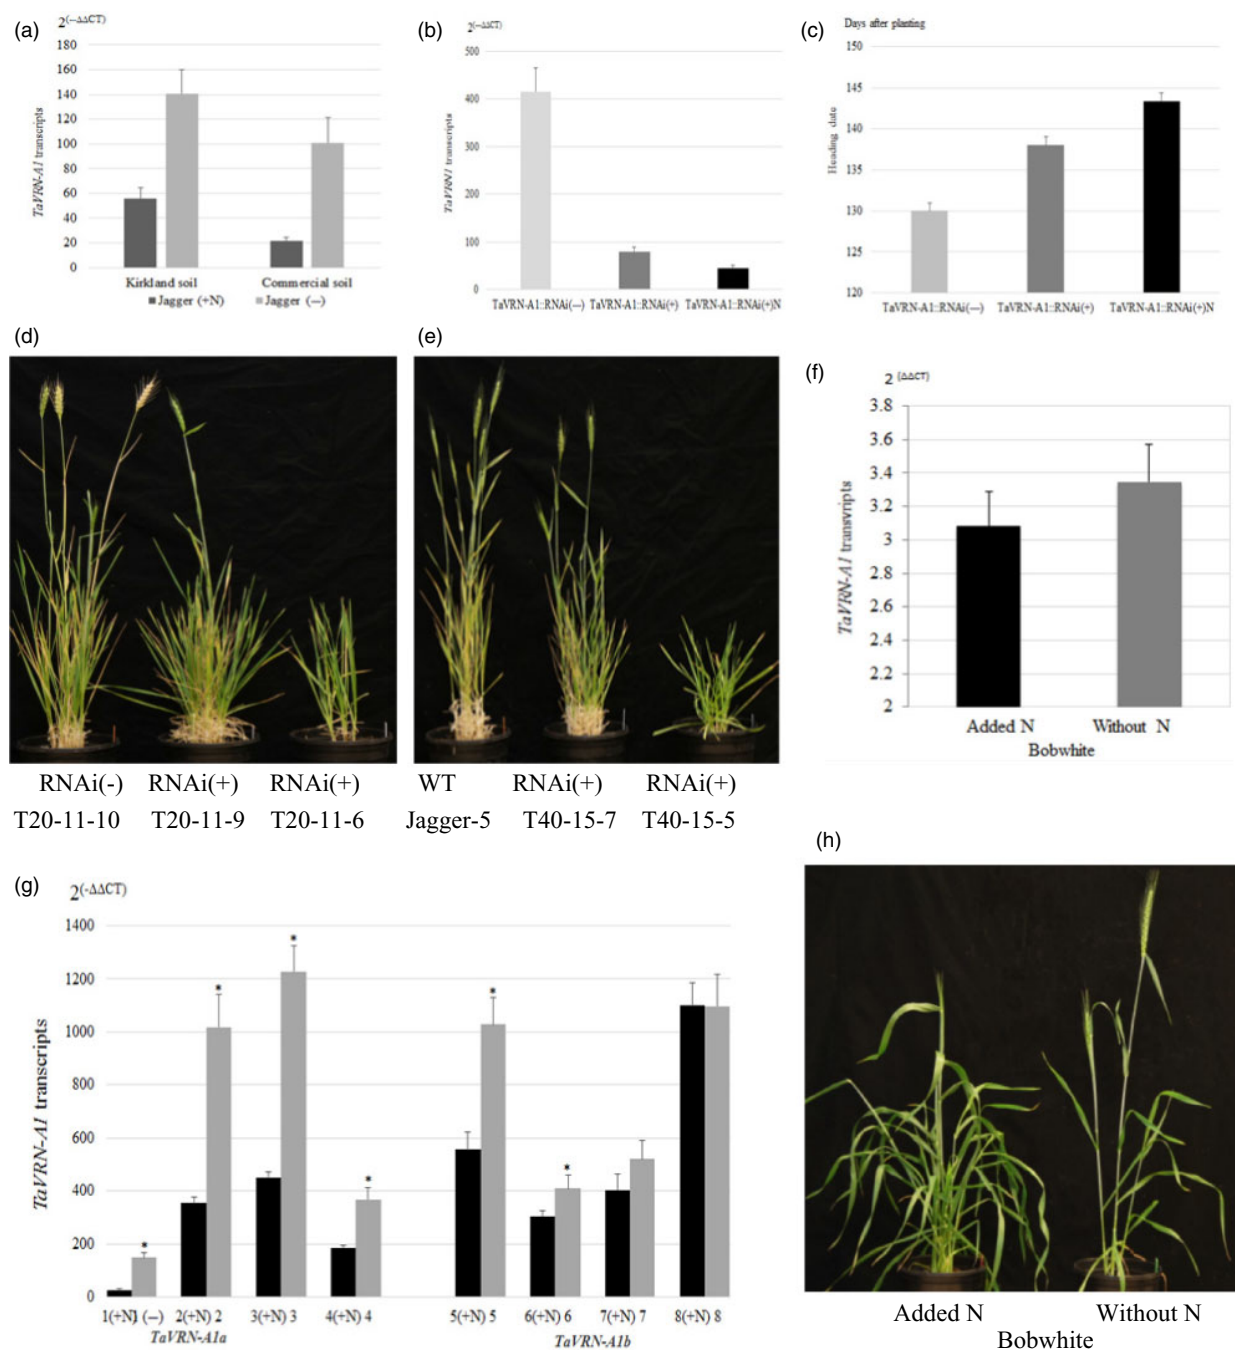 (a)
2(--ΔΔCT)
TaVRN-A1 transcripts
180
160
140
120
100
80
60
40
20
0
Kirkland soil Commercial soil
Jagger (+N) Jagger (—)
(b)
2(--ΔΔCT)
TaVRN1 transcripts
500
400
300
200
100
0
TaVRN-A1::RNAi(—) TaVRN-A1::RNAi(+) TaVRN-A1::RNAi(+)N
(c)
Days after planting
Heading date
150
145
140
135
130
125
120
TaVRN-A1::RNAi(—) TaVRN-A1::RNAi(+) TaVRN-A1::RNAi(+)N
(d)
RNAi(-) RNAi(+) RNAi(+)
T20-11-10 T20-11-9 T20-11-6
(e)
WT RNAi(+) RNAi(+)
Jagger-5 T40-15-7 T40-15-5
(f)
2 (ΔΔCT)
TaVRN-A1 transvripts
3.8
3.6
3.4
3.2
3
2.8
2.6
2.4
2.2
2
Added N Without N
Bobwhite
(g)
2(-ΔΔCT)
TaVRN-A1 transcripts
1400
1200
1000
800
600
400
200
0
* * * * * *
1(+N) 1 (—) 2(+N) 2 3(+N) 3 4(+N) 4 5(+N) 5 6(+N) 6 7(+N) 7 8(+N) 8
TaVRN-A1a TaVRN-A1b
(h)
Added N Without N
Bobwhite